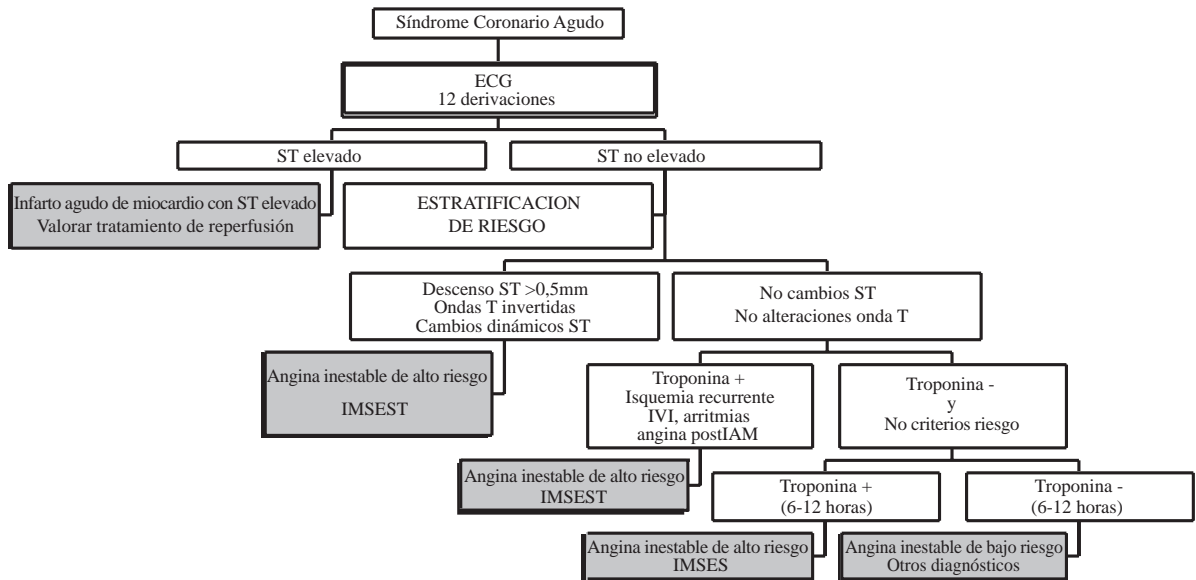 Síndrome Coronario Agudo
ECG
12 derivaciones
ST elevado
ST no elevado
Infarto agudo de miocardio con ST elevado
Valorar tratamiento de reperfusión
ESTRATIFICACION
DE RIESGO
Descenso ST >0,5mm
Ondas T invertidas
Cambios dinámicos ST
No cambios ST
No alteraciones onda T
Angina inestable de alto riesgo
IMSEST
Troponina +
Isquemia recurrente
IVI, arritmias
angina postIAM
Troponina -
y
No criterios riesgo
Angina inestable de alto riesgo
IMSEST
Troponina +
(6-12 horas)
Troponina -
(6-12 horas)
Angina inestable de alto riesgo
IMSES
Angina inestable de bajo riesgo
Otros diagnósticos